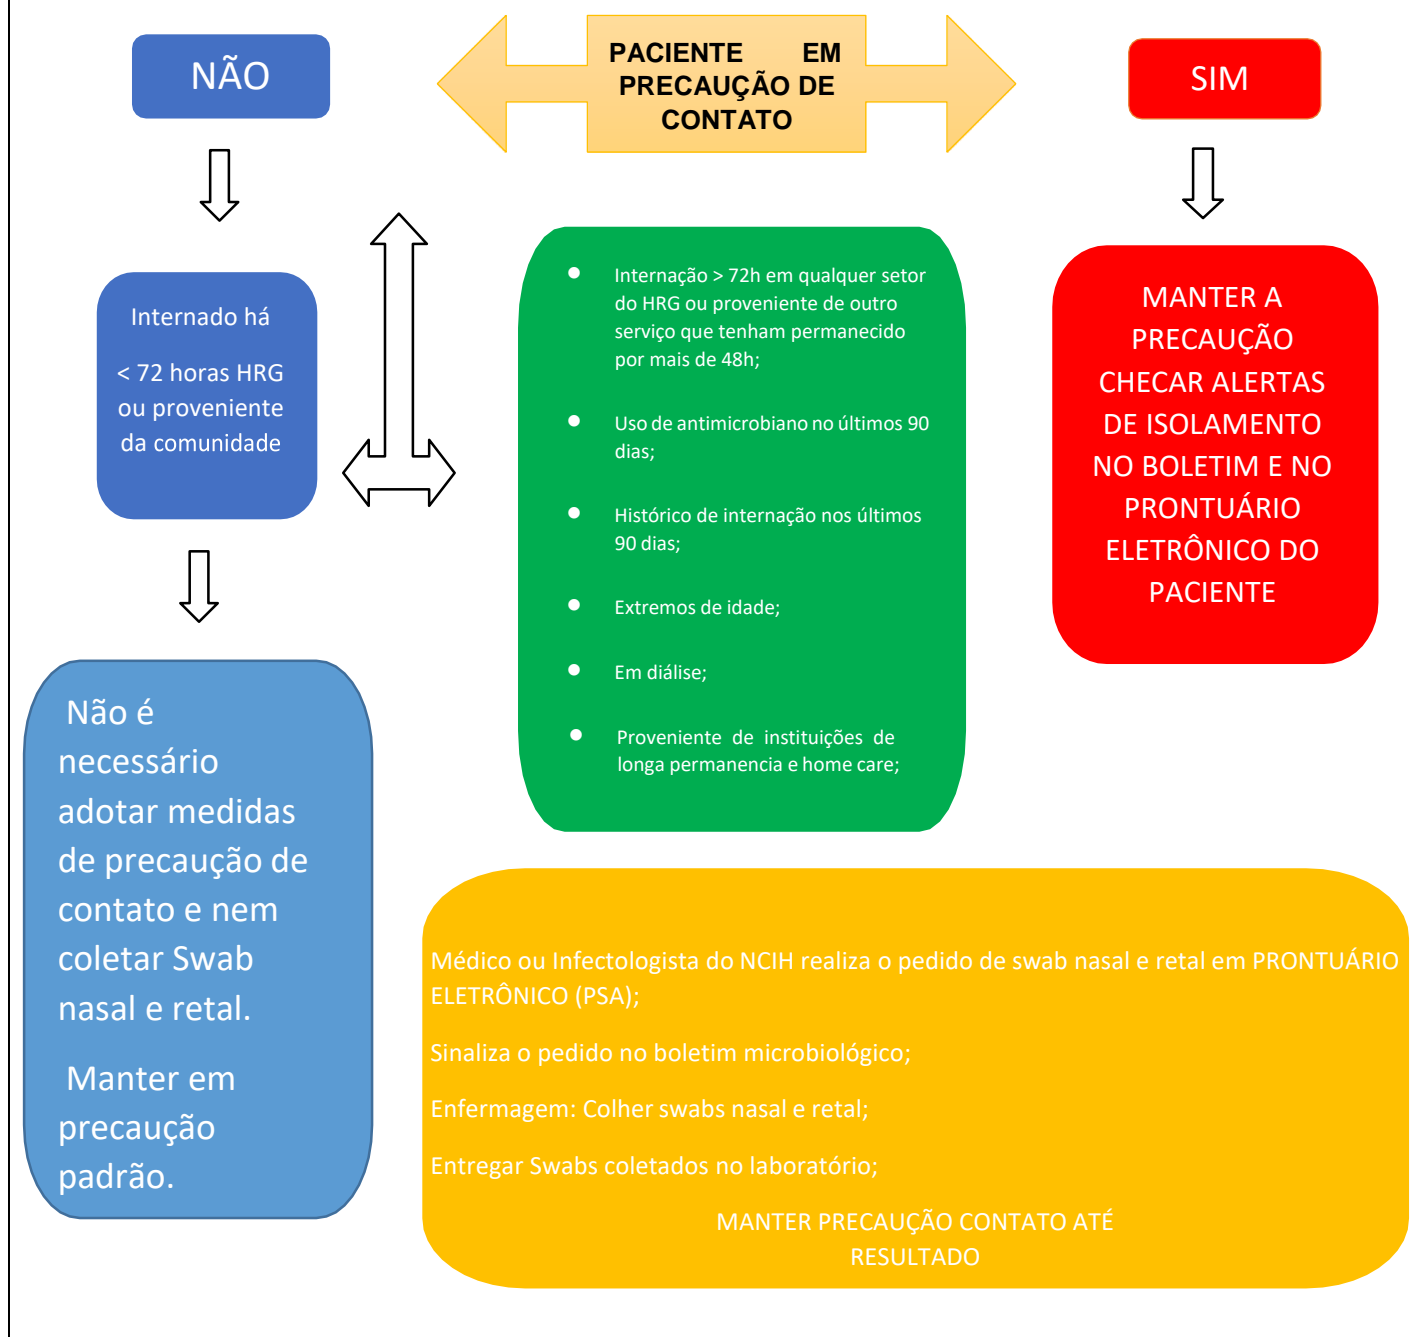 NÃO
PACIENTE EM
PRECAUÇÃO DE
CONTATO
SIM
Internado há
< 72 horas HRG
ou proveniente
da comunidade
Internação > 72h em qualquer setor
do HRG ou proveniente de outro
serviço que tenham permanecido
por mais de 48h;
Uso de antimicrobiano no últimos 90
dias;
Histórico de internação nos últimos
90 dias;
Extremos de idade;
Em diálise;
Proveniente de instituições de
longa permanencia e home care;
MANTER A
PRECAUÇÃO
CHECAR ALERTAS
DE ISOLAMENTO
NO BOLETIM E NO
PRONTUÁRIO
ELETRÔNICO DO
PACIENTE
Não é
necessário
adotar medidas
de precaução de
contato e nem
coletar Swab
nasal e retal.
Manter em
precaução
padrão.
Médico ou Infectologista do NCIH realiza o pedido de swab nasal e retal em PRONTUÁRIO
ELETRÔNICO (PSA);
Sinaliza o pedido no boletim microbiológico;
Enfermagem: Colher swabs nasal e retal;
Entregar Swabs coletados no laboratório;
MANTER PRECAUÇÃO CONTATO ATÉ
RESULTADO